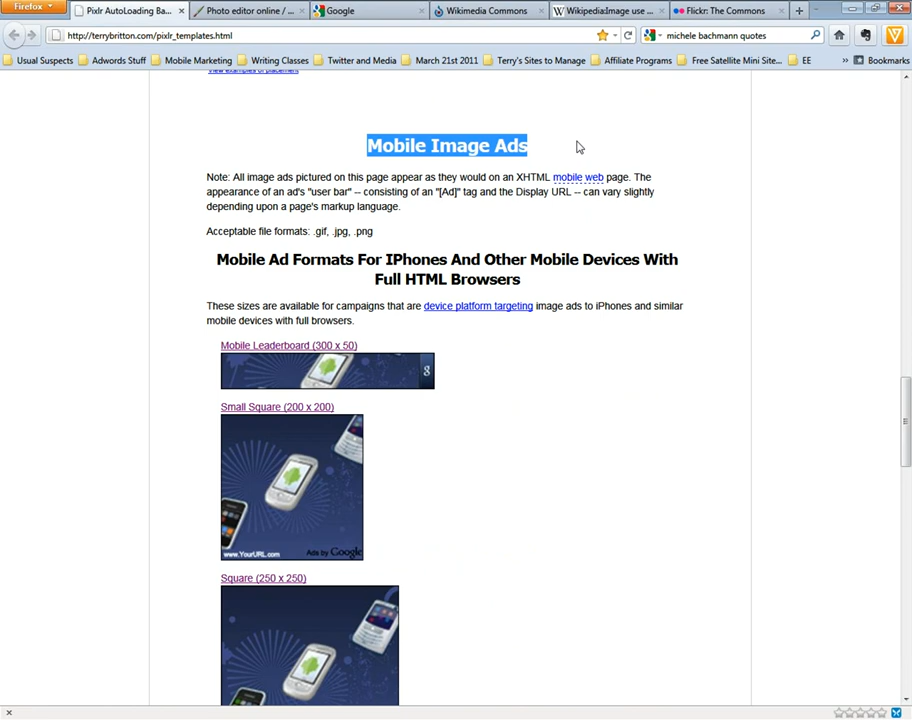 Firefox
Pixlr AutoLoading Ba...
Photo editor online / ...
Google
Wikimedia Commons
Wikipedia:Image use ...
Flickr: The Commons
http://terrybritton.com/pixlr_templates.html
michele bachmann quotes
Usual Suspects
Adwords Stuff
Mobile Marketing
Writing Classes
Twitter and Media
March 21st 2011
Terry's Sites to Manage
Affiliate Programs
Free Satellite Mini Site...
EE
Bookmarks
View examples of placement
Mobile Image Ads
Note: All image ads pictured on this page appear as they would on an XHTML mobile web page. The
appearance of an ad's "user bar" -- consisting of an "[Ad]" tag and the Display URL -- can vary slightly
depending upon a page's markup language.
Acceptable file formats: .gif, .jpg, .png
Mobile Ad Formats For IPhones And Other Mobile Devices With
Full HTML Browsers
These sizes are available for campaigns that are device platform targeting image ads to iPhones and similar
mobile devices with full browsers.
Mobile Leaderboard (300 x 50)
g
Small Square (200 x 200)
www.YourURL.com
Ads by Google
Square (250 x 250)